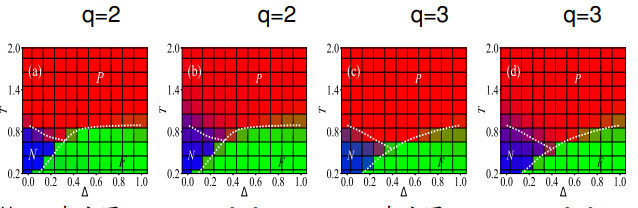 q=2 q=2 q=3 q=3
2.0 (a) P 2.0 (b) P 2.0 (c) P 2.0 (d) P
1.4 1.4 1.4 1.4
T T T T
0.8 0.8 0.8 0.8
N F N F N F N F
0.2 0.2 0.2 0.2
0.0 0.2 0.4 0.6 0.8 1.0 0.0 0.2 0.4 0.6 0.8 1.0 0.0 0.2 0.4 0.6 0.8 1.0 0.0 0.2 0.4 0.6 0.8 1.0
Δ Δ Δ Δ